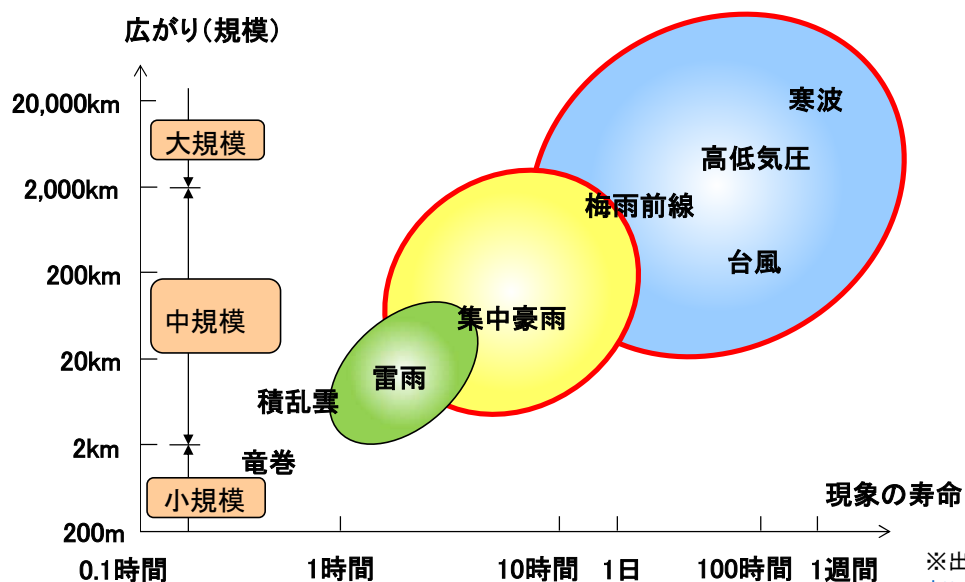 広がり(規模)
20,000km
寒波
大規模
高低気圧
2,000km
梅雨前線
200km
台風
中規模
集中豪雨
20km
雷雨
積乱雲
2km
竜巻
小規模
現象の寿命
200m
0.1時間 1時間 10時間 1日 100時間 1週間
※出